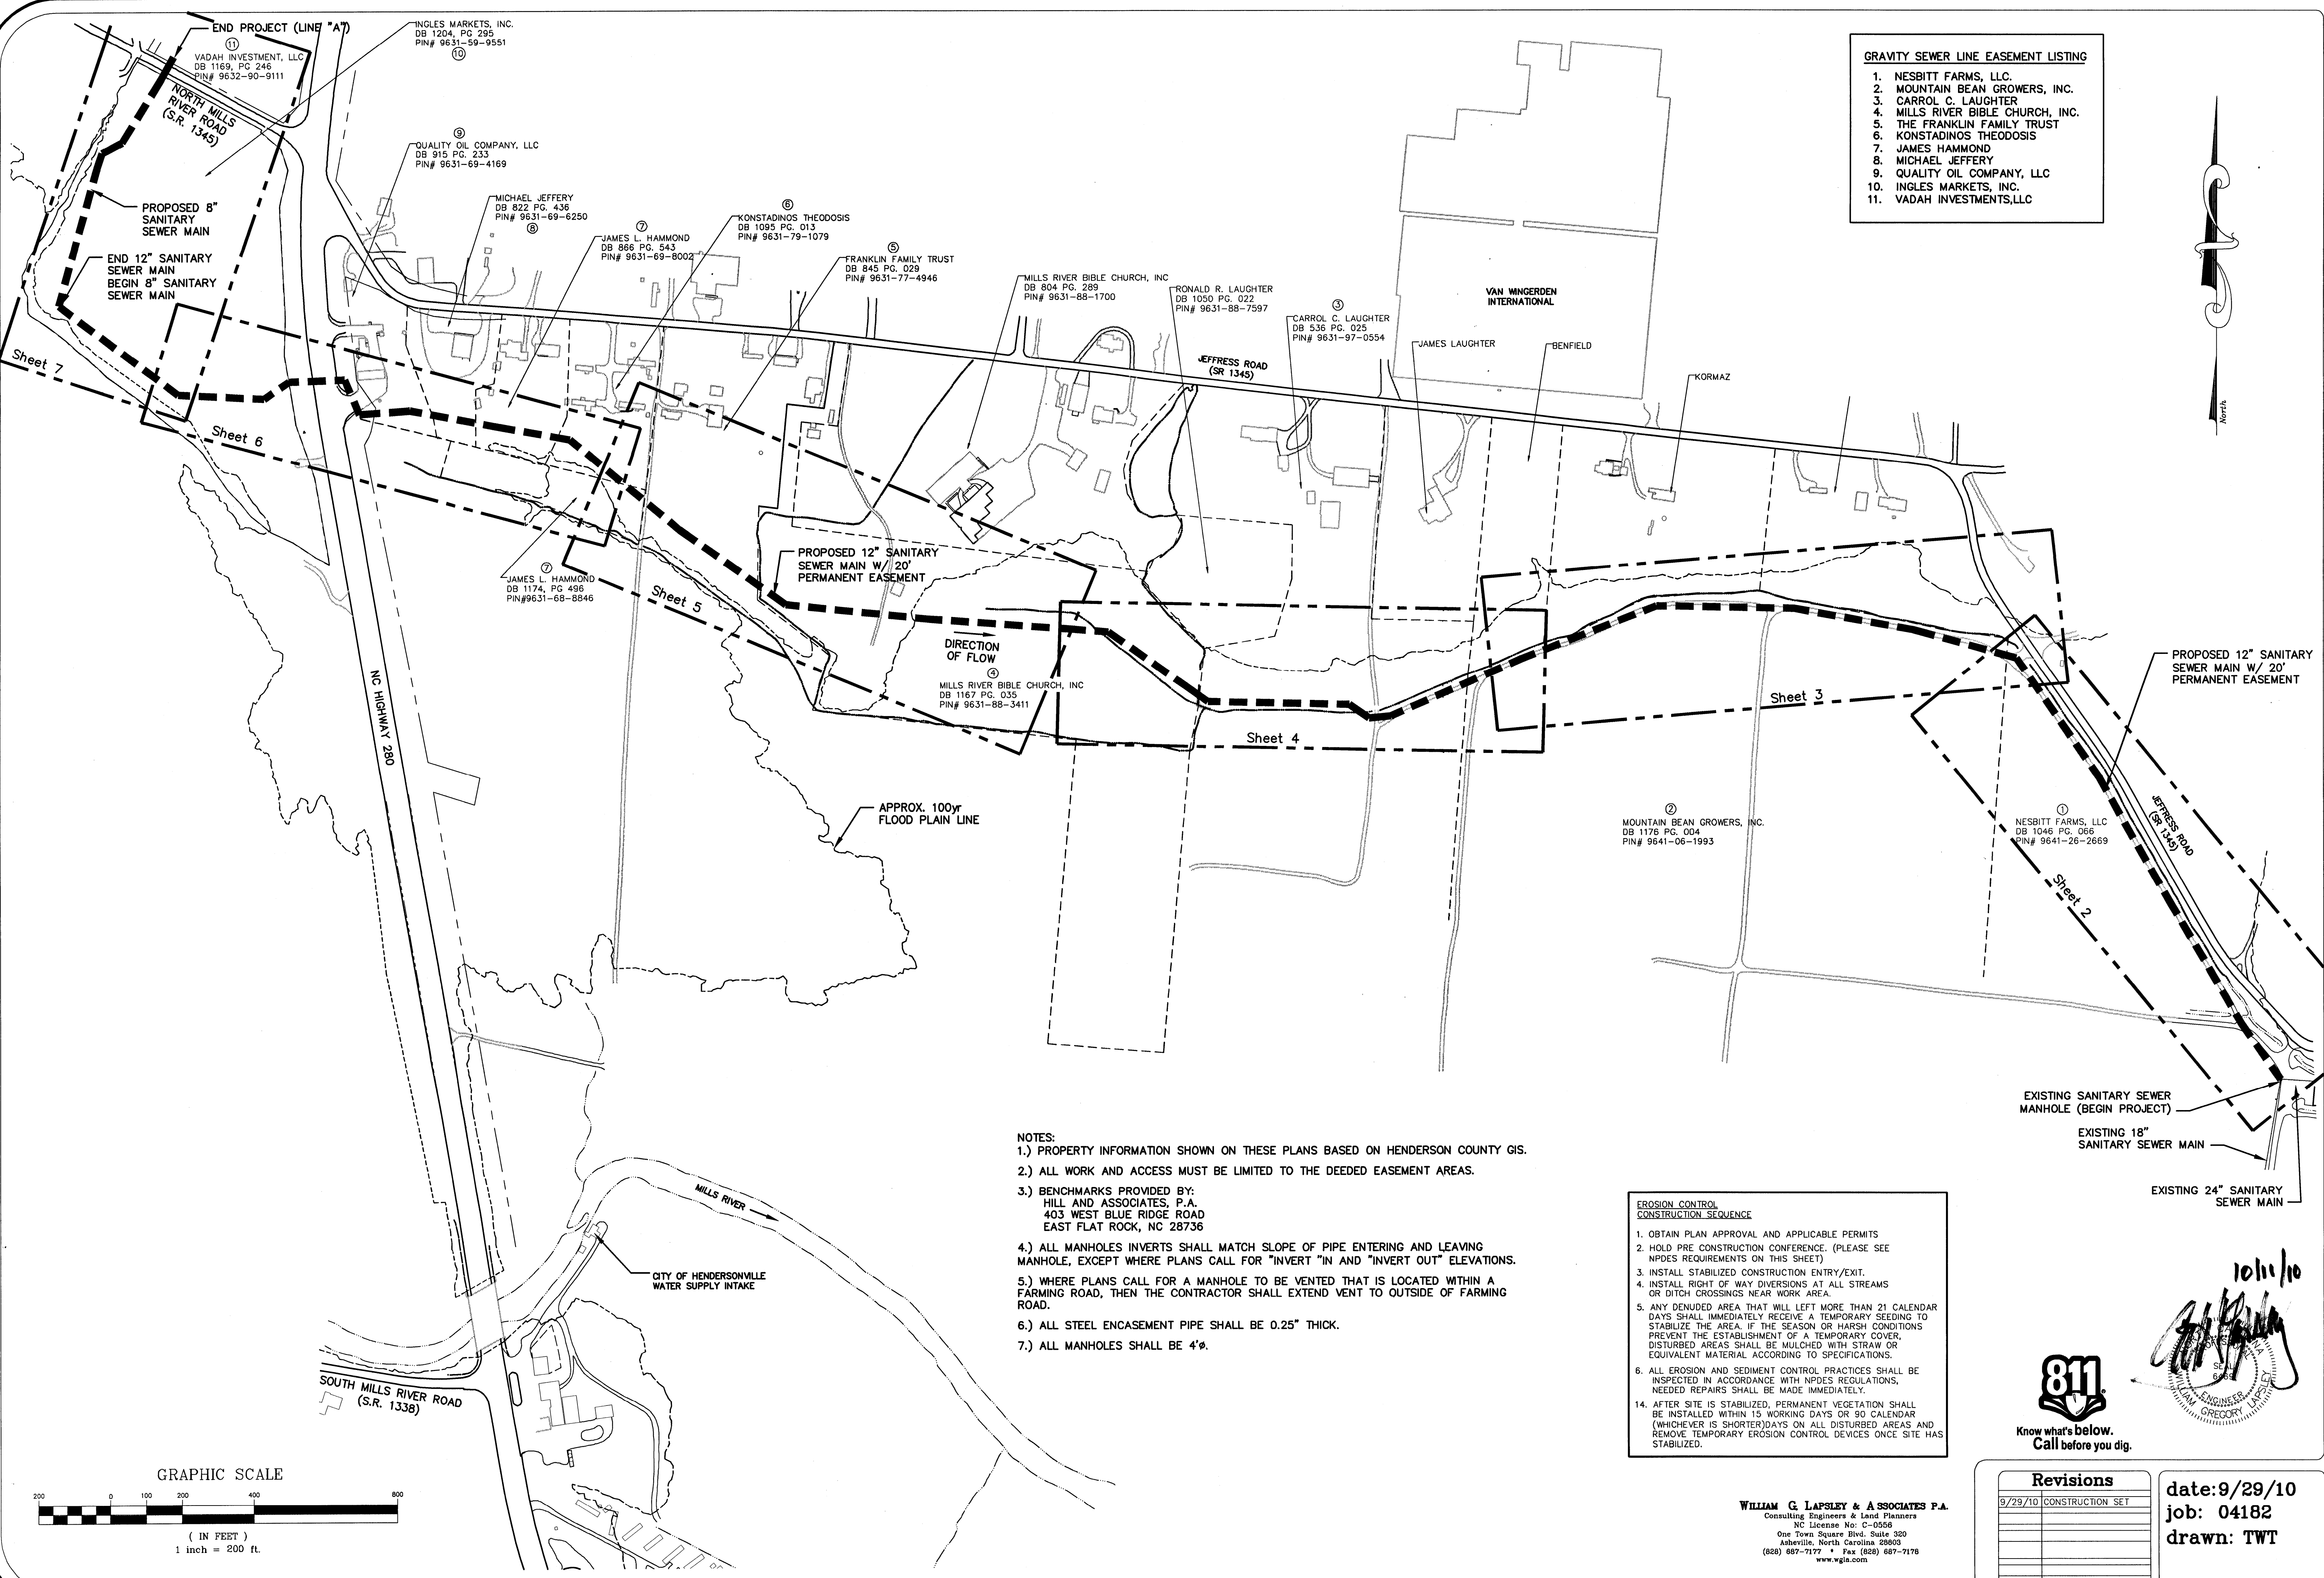 END PROJECT (LINE "A")
⑪
VADAH INVESTMENT, LLC
DB 1169, PG 246
PIN# 9632-90-9111
INGLES MARKETS, INC.
DB 1204, PG 295
PIN# 9631-59-9551
⑩
NORTH MILLS
RIVER ROAD
(S.R. 1345)
⑨
QUALITY OIL COMPANY, LLC
DB 915 PG. 233
PIN# 9631-69-4169
PROPOSED 8"
SANITARY
SEWER MAIN
END 12" SANITARY
SEWER MAIN
BEGIN 8" SANITARY
SEWER MAIN
MICHAEL JEFFERY
DB 822 PG. 436
PIN# 9631-69-6250
⑧
⑦
JAMES L. HAMMOND
DB 866 PG. 543
PIN# 9631-69-8002
⑥
KONSTADINOS THEODOSIS
DB 1095 PG. 013
PIN# 9631-79-1079
⑤
FRANKLIN FAMILY TRUST
DB 845 PG. 029
PIN# 9631-77-4946
MILLS RIVER BIBLE CHURCH, INC
DB 804 PG. 289
PIN# 9631-88-1700
RONALD R. LAUGHTER
DB 1050 PG. 022
PIN# 9631-88-7597
③
CARROL C. LAUGHTER
DB 536 PG. 025
PIN# 9631-97-0554
JAMES LAUGHTER
BENFIELD
KORMAZ
VAN WINGERDEN
INTERNATIONAL
JEFFRESS ROAD
(SR 1345)
GRAVITY SEWER LINE EASEMENT LISTING
1. NESBITT FARMS, LLC.
2. MOUNTAIN BEAN GROWERS, INC.
3. CARROL C. LAUGHTER
4. MILLS RIVER BIBLE CHURCH, INC.
5. THE FRANKLIN FAMILY TRUST
6. KONSTADINOS THEODOSIS
7. JAMES HAMMOND
8. MICHAEL JEFFERY
9. QUALITY OIL COMPANY, LLC
10. INGLES MARKETS, INC.
11. VADAH INVESTMENTS,LLC
North
Sheet 7
Sheet 6
⑦
JAMES L. HAMMOND
DB 1174, PG 496
PIN#9631-68-8846
Sheet 5
PROPOSED 12" SANITARY
SEWER MAIN W/ 20'
PERMANENT EASEMENT
DIRECTION
OF FLOW
④
MILLS RIVER BIBLE CHURCH, INC
DB 1167 PG. 035
PIN# 9631-88-3411
Sheet 4
Sheet 3
PROPOSED 12" SANITARY
SEWER MAIN W/ 20'
PERMANENT EASEMENT
NC HIGHWAY 280
APPROX. 100yr
FLOOD PLAIN LINE
②
MOUNTAIN BEAN GROWERS, INC.
DB 1176 PG. 004
PIN# 9641-06-1993
①
NESBITT FARMS, LLC
DB 1046 PG. 066
PIN# 9641-26-2669
JEFFRESS ROAD
(SR 1345)
Sheet 2
EXISTING SANITARY SEWER
MANHOLE (BEGIN PROJECT)
EXISTING 18"
SANITARY SEWER MAIN
EXISTING 24" SANITARY
SEWER MAIN
MILLS RIVER
CITY OF HENDERSONVILLE
WATER SUPPLY INTAKE
SOUTH MILLS RIVER ROAD
(S.R. 1338)
NOTES:
1.) PROPERTY INFORMATION SHOWN ON THESE PLANS BASED ON HENDERSON COUNTY GIS.
2.) ALL WORK AND ACCESS MUST BE LIMITED TO THE DEEDED EASEMENT AREAS.
3.) BENCHMARKS PROVIDED BY:
HILL AND ASSOCIATES, P.A.
403 WEST BLUE RIDGE ROAD
EAST FLAT ROCK, NC 28736
4.) ALL MANHOLES INVERTS SHALL MATCH SLOPE OF PIPE ENTERING AND LEAVING
MANHOLE, EXCEPT WHERE PLANS CALL FOR "INVERT "IN AND "INVERT OUT" ELEVATIONS.
5.) WHERE PLANS CALL FOR A MANHOLE TO BE VENTED THAT IS LOCATED WITHIN A
FARMING ROAD, THEN THE CONTRACTOR SHALL EXTEND VENT TO OUTSIDE OF FARMING
ROAD.
6.) ALL STEEL ENCASEMENT PIPE SHALL BE 0.25" THICK.
7.) ALL MANHOLES SHALL BE 4'ø.
EROSION CONTROL
CONSTRUCTION SEQUENCE
1. OBTAIN PLAN APPROVAL AND APPLICABLE PERMITS
2. HOLD PRE CONSTRUCTION CONFERENCE. (PLEASE SEE
NPDES REQUIREMENTS ON THIS SHEET)
3. INSTALL STABILIZED CONSTRUCTION ENTRY/EXIT.
4. INSTALL RIGHT OF WAY DIVERSIONS AT ALL STREAMS
OR DITCH CROSSINGS NEAR WORK AREA.
5. ANY DENUDED AREA THAT WILL LEFT MORE THAN 21 CALENDAR
DAYS SHALL IMMEDIATELY RECEIVE A TEMPORARY SEEDING TO
STABILIZE THE AREA. IF THE SEASON OR HARSH CONDITIONS
PREVENT THE ESTABLISHMENT OF A TEMPORARY COVER,
DISTURBED AREAS SHALL BE MULCHED WITH STRAW OR
EQUIVALENT MATERIAL ACCORDING TO SPECIFICATIONS.
6. ALL EROSION AND SEDIMENT CONTROL PRACTICES SHALL BE
INSPECTED IN ACCORDANCE WITH NPDES REGULATIONS,
NEEDED REPAIRS SHALL BE MADE IMMEDIATELY.
14. AFTER SITE IS STABILIZED, PERMANENT VEGETATION SHALL
BE INSTALLED WITHIN 15 WORKING DAYS OR 90 CALENDAR
(WHICHEVER IS SHORTER)DAYS ON ALL DISTURBED AREAS AND
REMOVE TEMPORARY EROSION CONTROL DEVICES ONCE SITE HAS
STABILIZED.
10/11/10
SEAL
ENGINEER
WILLIAM GREGORY LAPSLEY
811
Know what's below.
Call before you dig.
GRAPHIC SCALE
200 0 100 200 400 800
( IN FEET )
1 inch = 200 ft.
WILLIAM G. LAPSLEY & ASSOCIATES P.A.
Consulting Engineers & Land Planners
NC License No: C-0556
One Town Square Blvd. Suite 320
Asheville, North Carolina 28803
(828) 687-7177 * Fax (828) 687-7178
www.wgla.com
Revisions
9/29/10 CONSTRUCTION SET
date:9/29/10
job: 04182
drawn: TWT